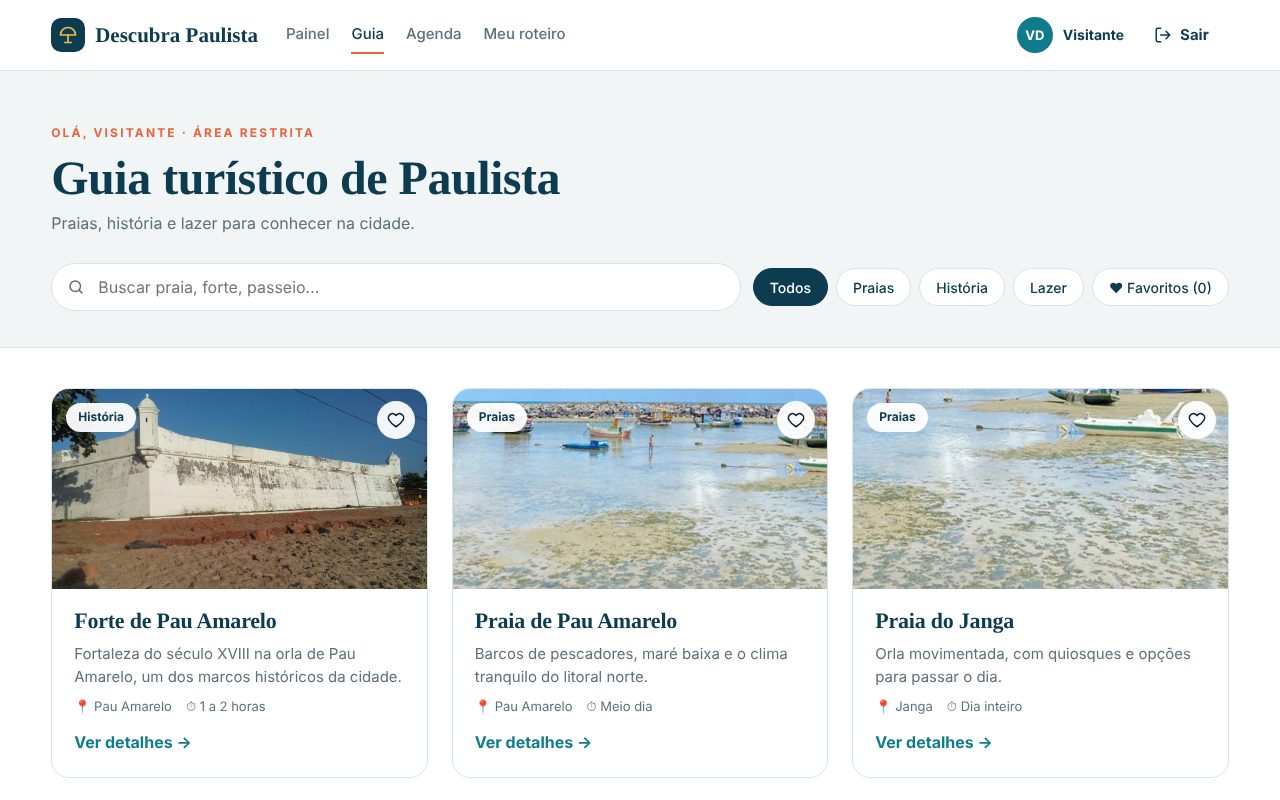 Descubra Paulista
Painel
Guia
Agenda
Meu roteiro
VD
Visitante
Sair
OLÁ, VISITANTE · ÁREA RESTRITA
Guia turístico de Paulista
Praias, história e lazer para conhecer na cidade.
Buscar praia, forte, passeio...
Todos
Praias
História
Lazer
♥ Favoritos (0)
História
Praias
Praias
Forte de Pau Amarelo
Fortaleza do século XVIII na orla de Pau
Amarelo, um dos marcos históricos da cidade.
📍 Pau Amarelo ⏱ 1 a 2 horas
Ver detalhes →
Praia de Pau Amarelo
Barcos de pescadores, maré baixa e o clima
tranquilo do litoral norte.
📍 Pau Amarelo ⏱ Meio dia
Ver detalhes →
Praia do Janga
Orla movimentada, com quiosques e opções
para passar o dia.
📍 Janga ⏱ Dia inteiro
Ver detalhes →